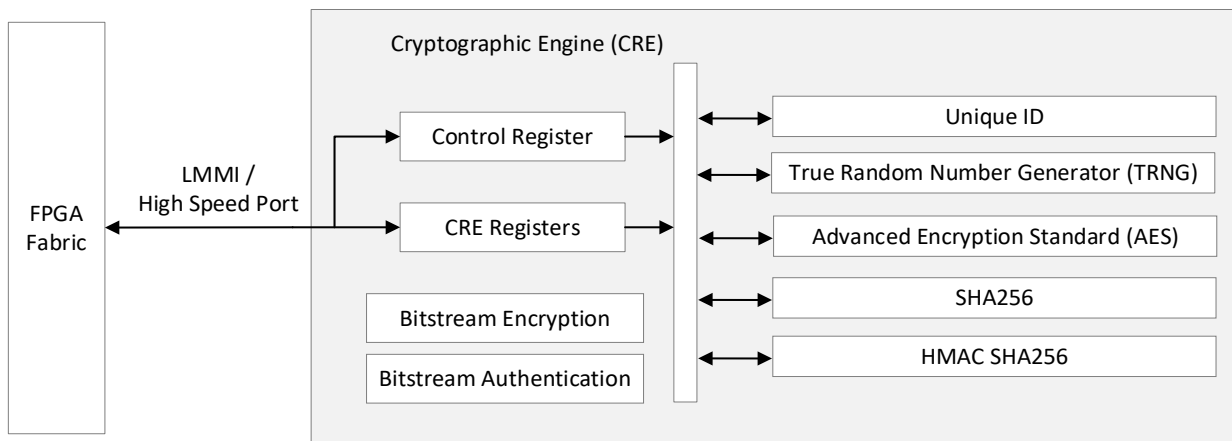 Cryptographic Engine (CRE)
FPGA
Fabric
LMMI /
High Speed Port
Control Register
CRE Registers
Bitstream Encryption
Bitstream Authentication
Unique ID
True Random Number Generator (TRNG)
Advanced Encryption Standard (AES)
SHA256
HMAC SHA256